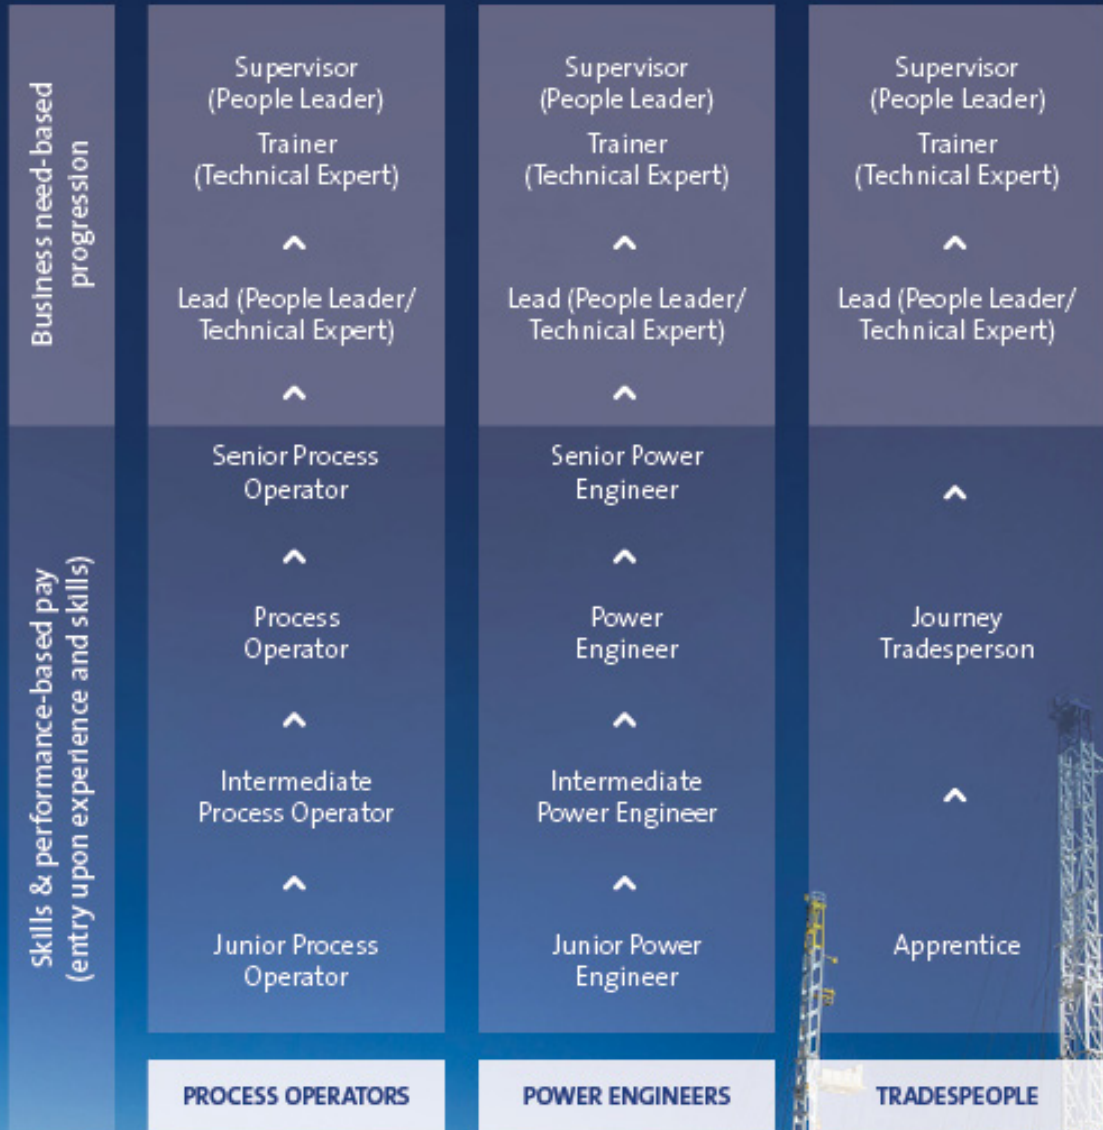 Business need-based
progression
Skills & performance-based pay
(entry upon experience and skills)
Supervisor
(People Leader)
Trainer
(Technical Expert)
Lead (People Leader/
Technical Expert)
Senior Process
Operator
Process
Operator
Intermediate
Process Operator
Junior Process
Operator
PROCESS OPERATORS
Supervisor
(People Leader)
Trainer
(Technical Expert)
Lead (People Leader/
Technical Expert)
Senior Power
Engineer
Power
Engineer
Intermediate
Power Engineer
Junior Power
Engineer
POWER ENGINEERS
Supervisor
(People Leader)
Trainer
(Technical Expert)
Lead (People Leader/
Technical Expert)
Journey
Tradesperson
Apprentice
TRADESPEOPLE